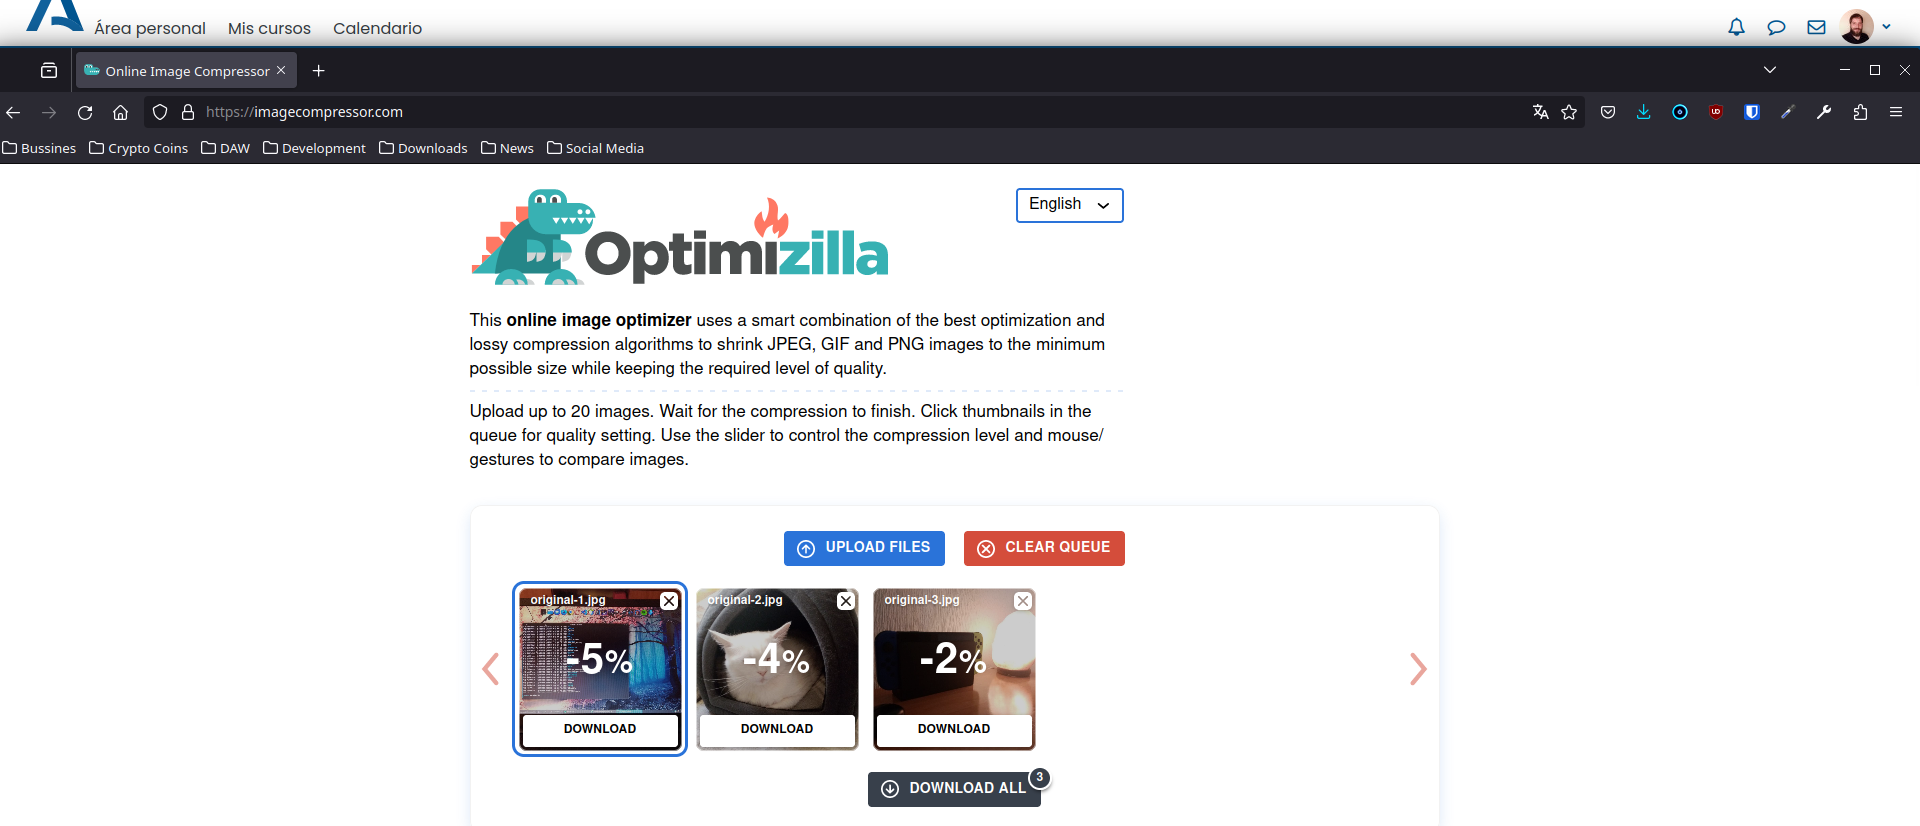 Área personal Mis cursos Calendario
Online Image Compressor
https://imagecompressor.com
Bussines Crypto Coins DAW Development Downloads News Social Media
English
Optimizilla
This online image optimizer uses a smart combination of the best optimization and
lossy compression algorithms to shrink JPEG, GIF and PNG images to the minimum
possible size while keeping the required level of quality.
Upload up to 20 images. Wait for the compression to finish. Click thumbnails in the
queue for quality setting. Use the slider to control the compression level and mouse/
gestures to compare images.
UPLOAD FILES CLEAR QUEUE
original-1.jpg original-2.jpg original-3.jpg
-5% -4% -2%
DOWNLOAD DOWNLOAD DOWNLOAD
DOWNLOAD ALL 3